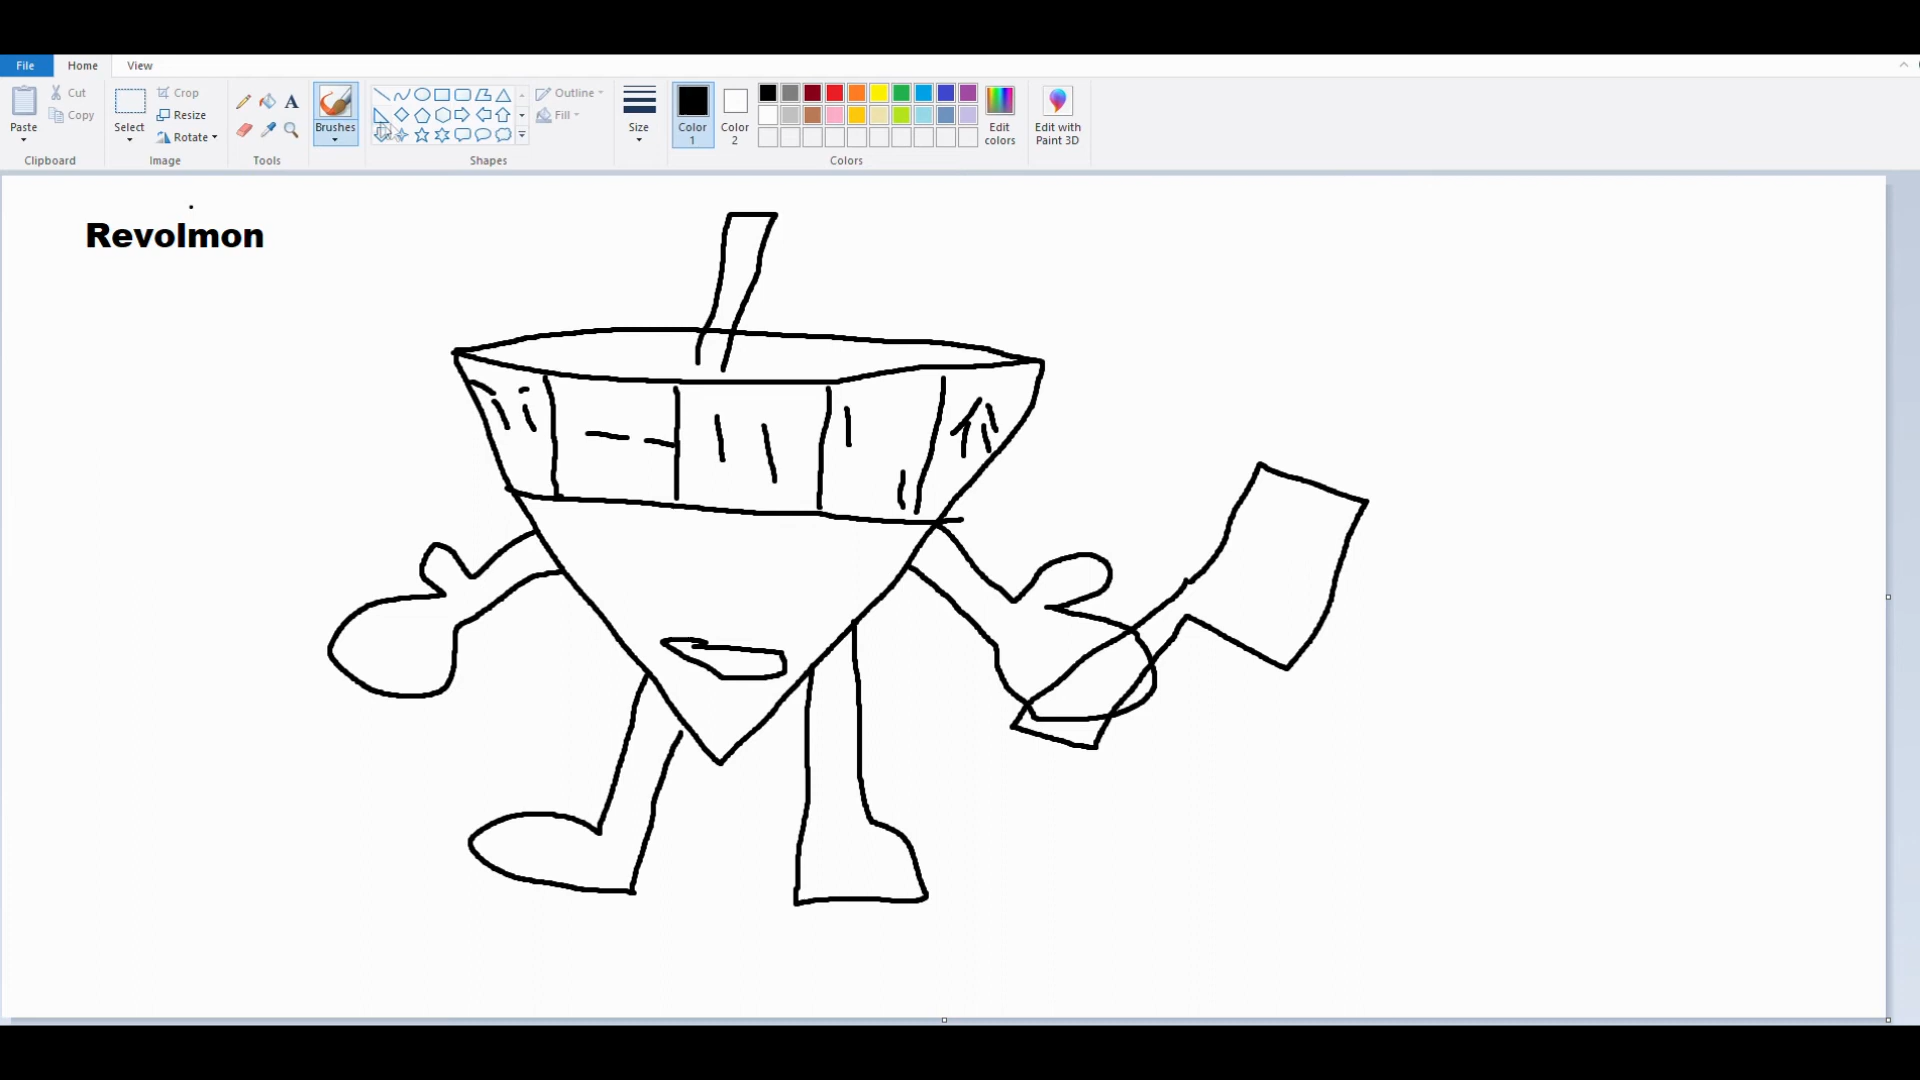 File Home View
Cut
Copy
Paste
Clipboard
Select
Crop
Resize
Rotate
Image
A
Tools
Brushes
Shapes
Outline
Fill
Size
Color
1
Color
2
Colors
Edit
colors
Edit with
Paint 3D
Revolmon